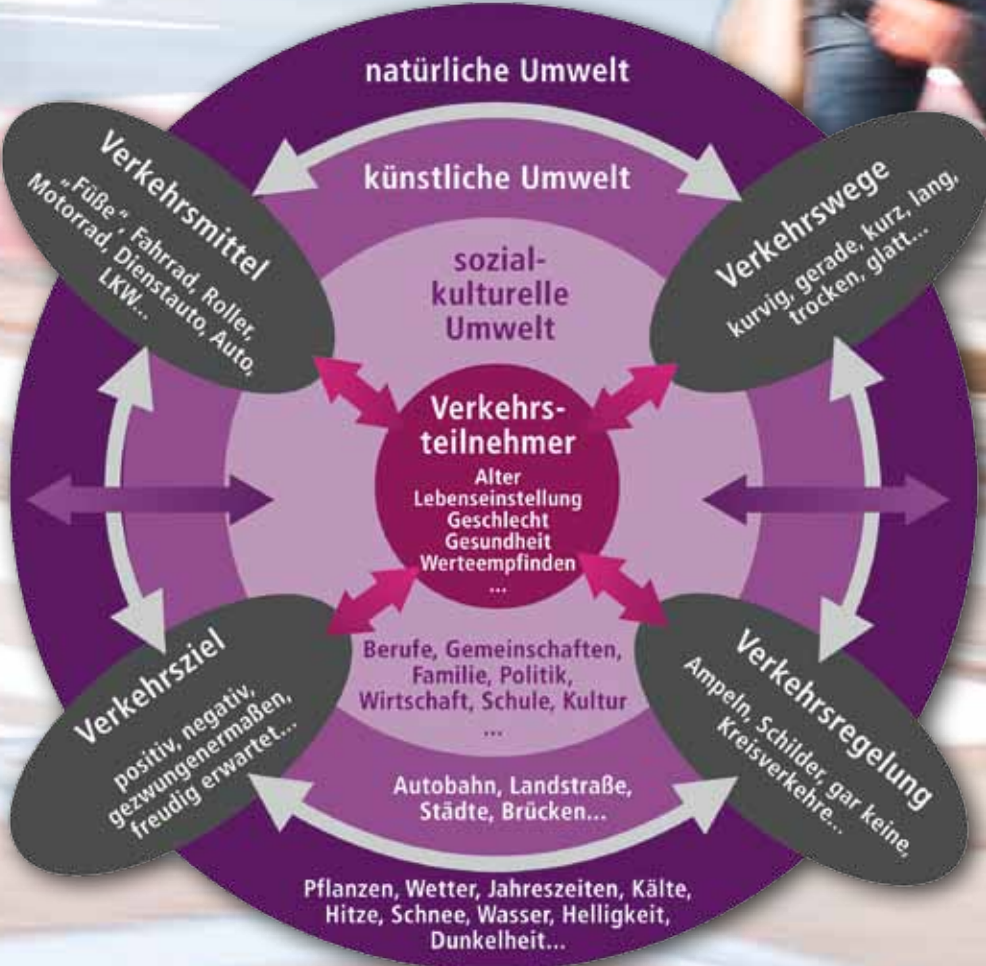 natürliche Umwelt
künstliche Umwelt
sozial-
kulturelle
Umwelt
Verkehrsmittel
„Füße“, Fahrrad, Roller,
Motorrad, Dienstauto, Auto,
LKW...
Verkehrswege
kurvig, gerade, kurz, lang,
trocken, glatt...
Verkehrs-
teilnehmer
Alter
Lebenseinstellung
Geschlecht
Gesundheit
Werteempfinden
...
Verkehrsziel
positiv, negativ,
gezwungenermaßen,
freudig erwartet...
Verkehrsregelung
Ampeln, Schilder, gar keine,
Kreisverkehre...
Berufe, Gemeinschaften,
Familie, Politik,
Wirtschaft, Schule, Kultur
...
Autobahn, Landstraße,
Städte, Brücken...
Pflanzen, Wetter, Jahreszeiten, Kälte,
Hitze, Schnee, Wasser, Helligkeit,
Dunkelheit...